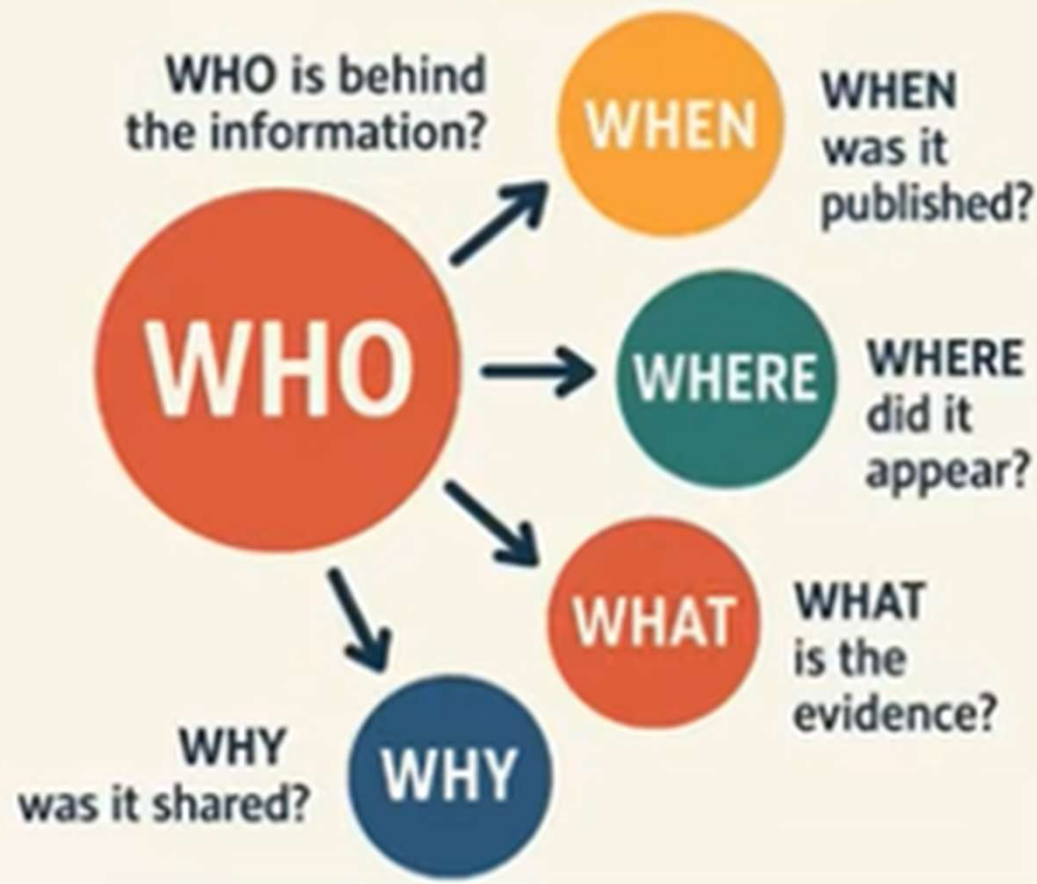 WHO is behind
the information?
WHO
WHEN
WHEN
was it
published?
WHERE
WHERE
did it
appear?
WHAT
WHAT
is the
evidence?
WHY
WHY
was it shared?